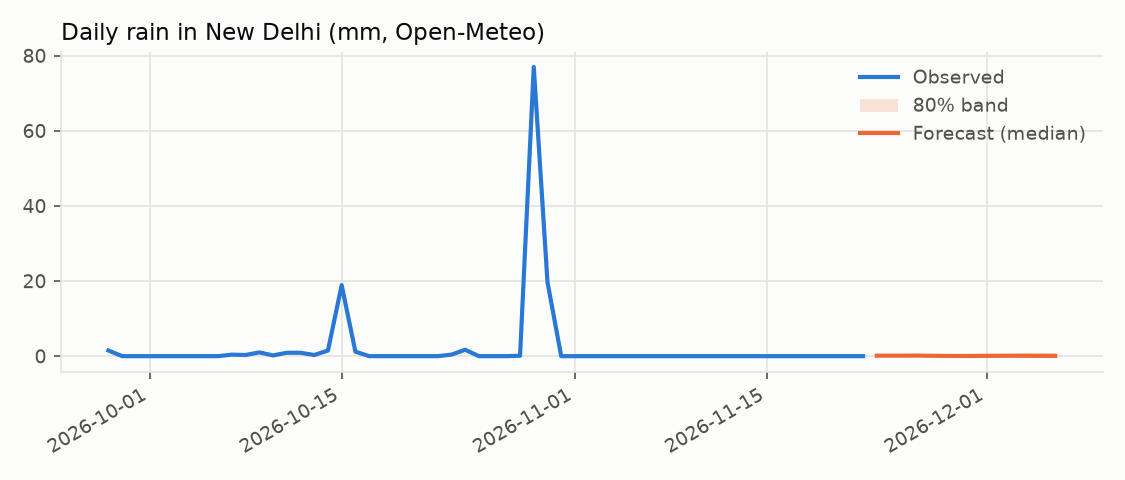 Daily rain in New Delhi (mm, Open-Meteo)
80
60
40
20
0
Observed
80% band
Forecast (median)
2026-10-01
2026-10-15
2026-11-01
2026-11-15
2026-12-01